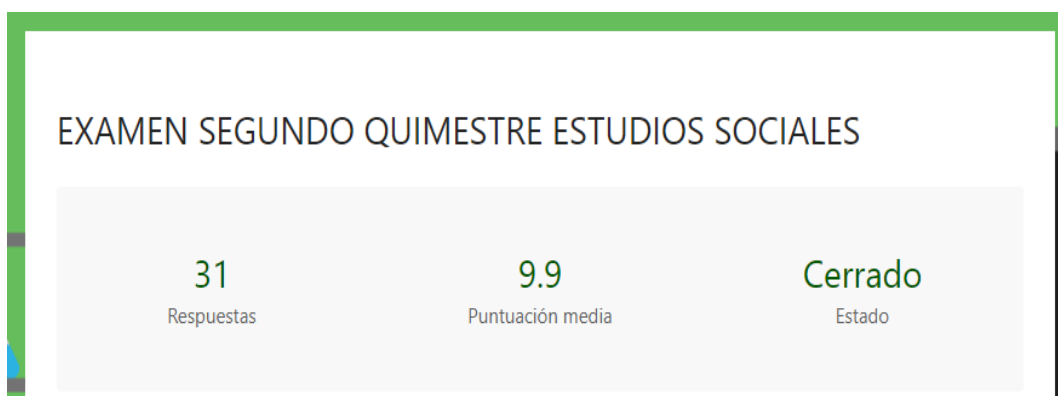 EXAMEN SEGUNDO QUIMESTRE ESTUDIOS SOCIALES
31 9.9 Cerrado
Respuestas Puntuación media Estado